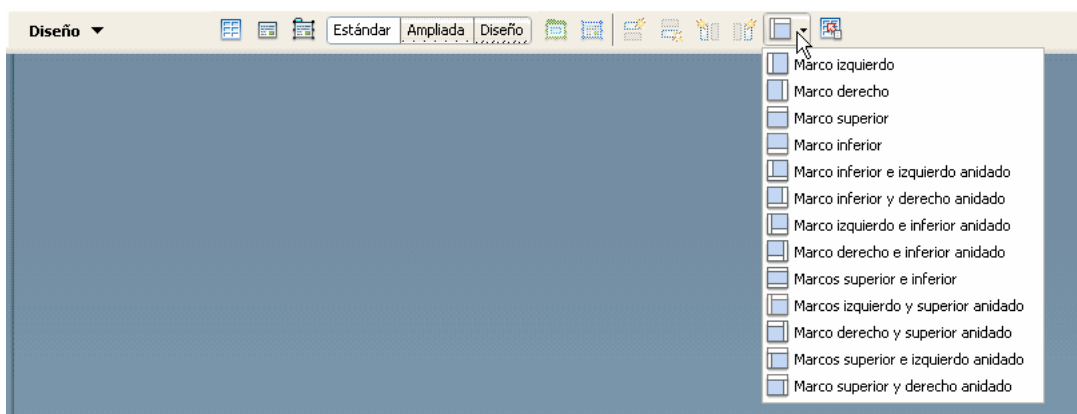 Diseño Estándar Ampliada Diseño
Marco izquierdo
Marco derecho
Marco superior
Marco inferior
Marco inferior e izquierdo anidado
Marco inferior y derecho anidado
Marco izquierdo e inferior anidado
Marco derecho e inferior anidado
Marcos superior e inferior
Marcos izquierdo y superior anidado
Marco derecho y superior anidado
Marcos superior e izquierdo anidado
Marco superior y derecho anidado